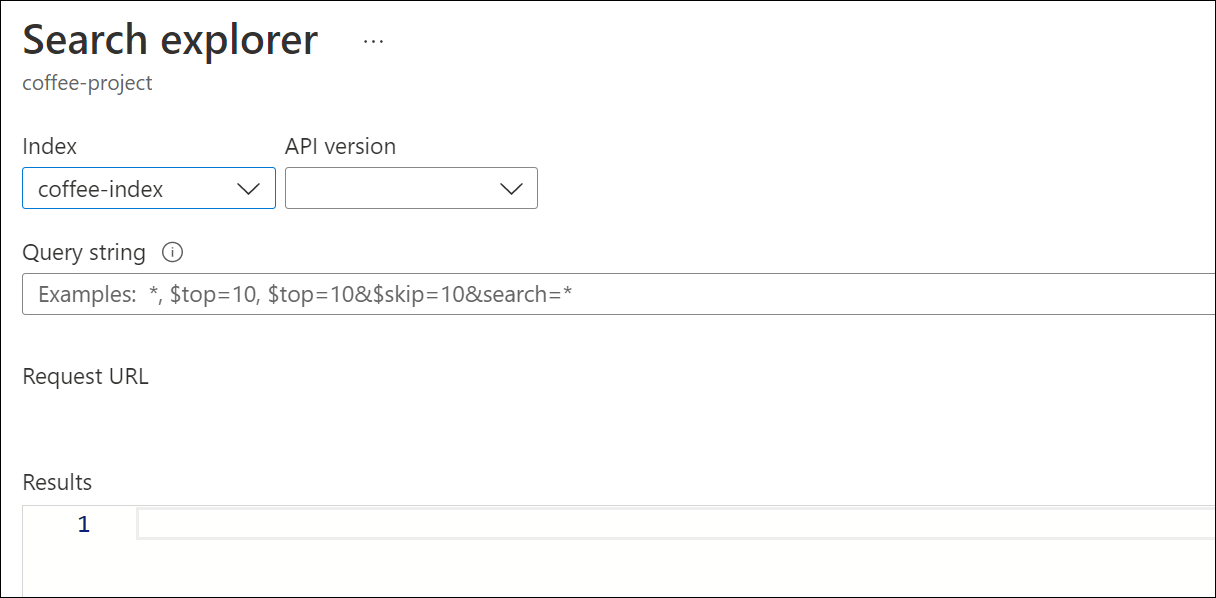 Search explorer ...
coffee-project
Index API version
coffee-index
Query string
Examples: *, $top=10, $top=10&$skip=10&search=*
Request URL
Results
1